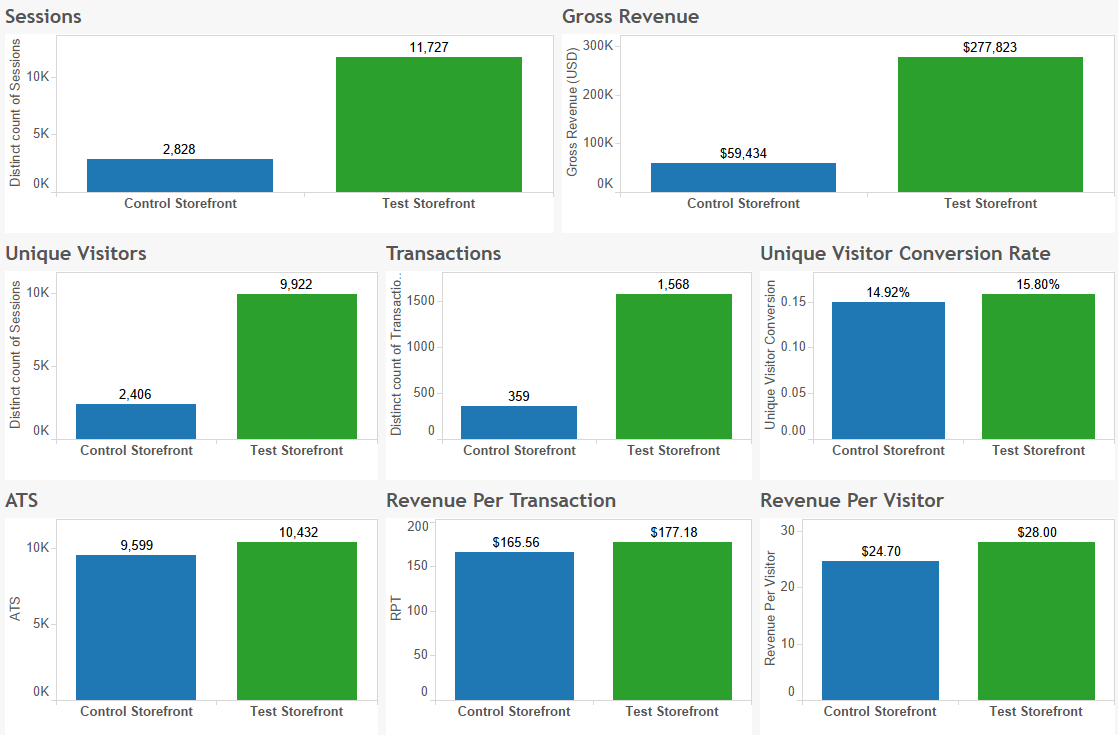 Sessions
Distinct count of Sessions
10K
5K
0K
2,828
11,727
Control Storefront
Test Storefront
Gross Revenue
Gross Revenue (USD)
300K
200K
100K
0K
$59,434
$277,823
Control Storefront
Test Storefront
Unique Visitors
Distinct count of Sessions
10K
5K
0K
2,406
9,922
Control Storefront
Test Storefront
Transactions
Distinct count of Transactio..
1500
1000
500
0
359
1,568
Control Storefront
Test Storefront
Unique Visitor Conversion Rate
Unique Visitor Conversion
0.15
0.10
0.05
0.00
14.92%
15.80%
Control Storefront
Test Storefront
ATS
ATS
10K
5K
0K
9,599
10,432
Control Storefront
Test Storefront
Revenue Per Transaction
RPT
200
150
100
50
0
$165.56
$177.18
Control Storefront
Test Storefront
Revenue Per Visitor
Revenue Per Visitor
30
20
10
0
$24.70
$28.00
Control Storefront
Test Storefront